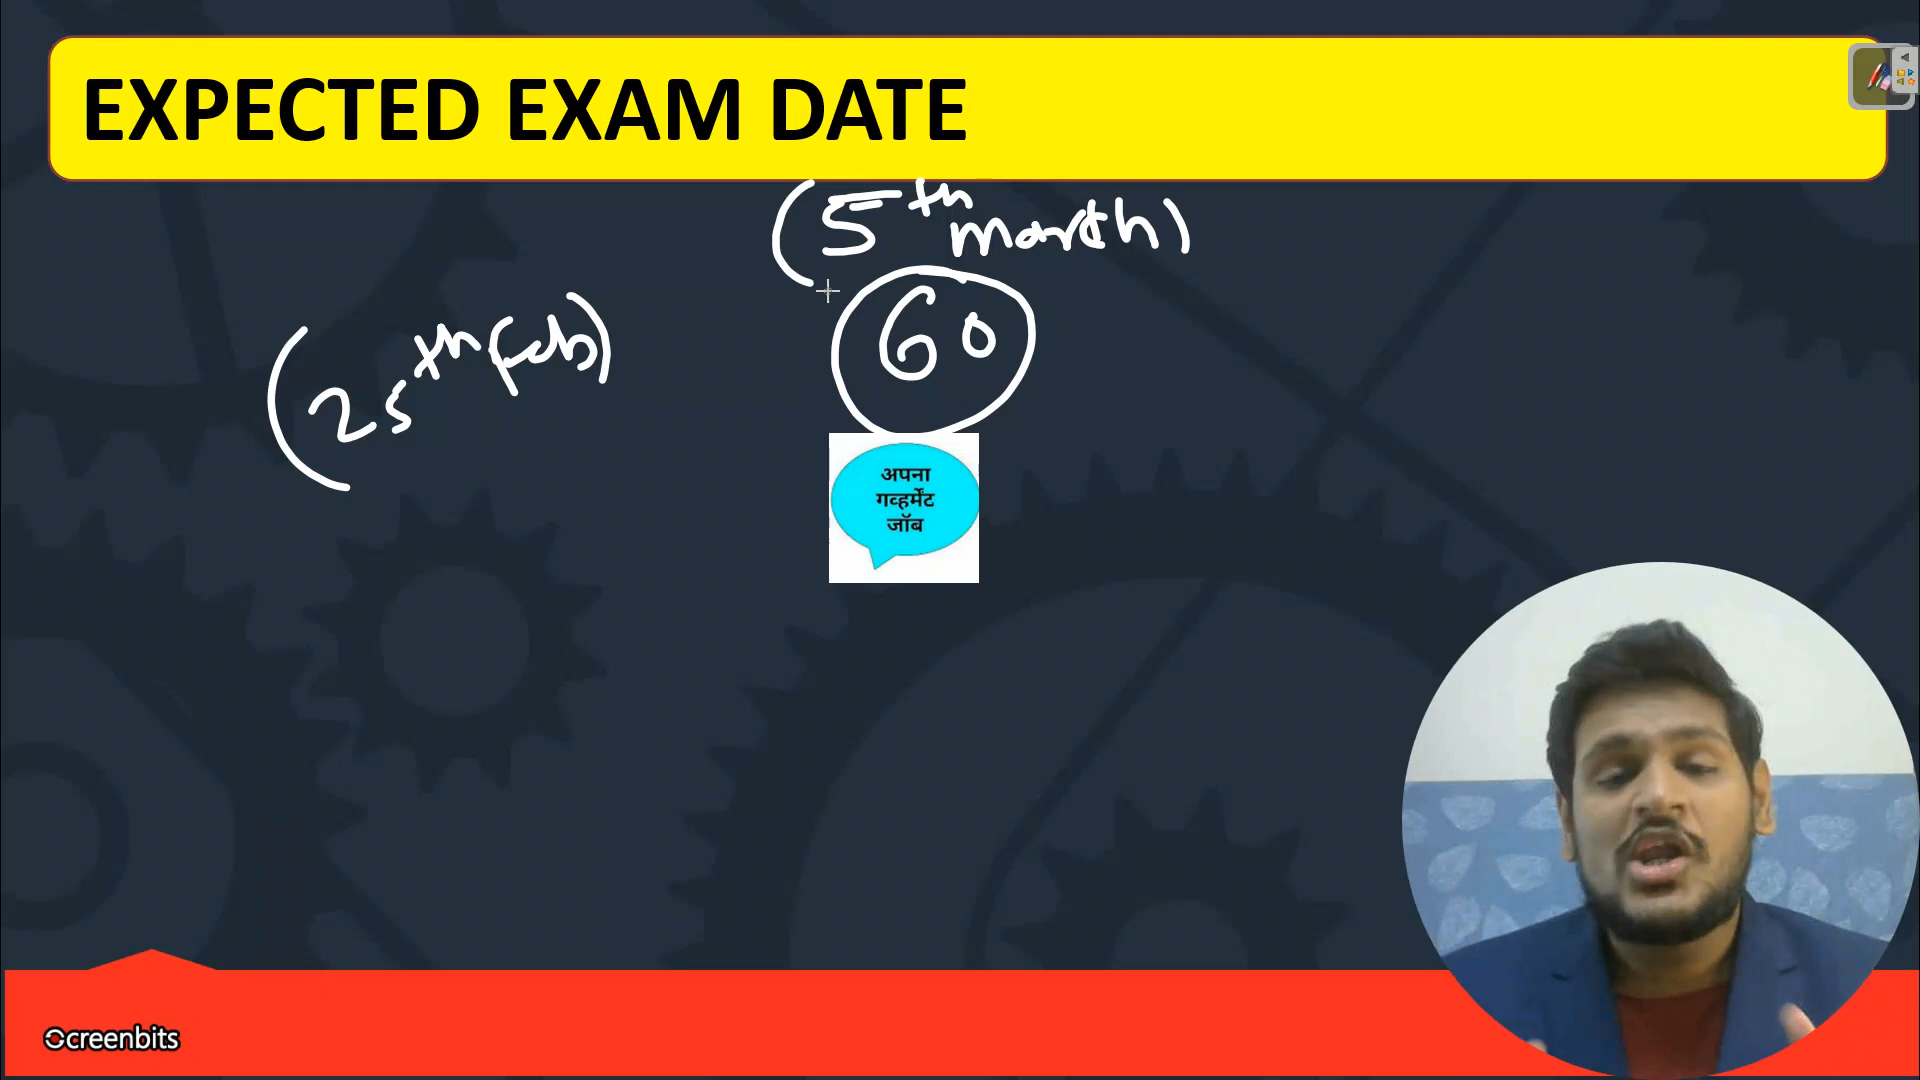 EXPECTED EXAM DATE
(5th march)
(25th feb)
60
अपना
गव्हर्मेंट
जॉब
Screenbits